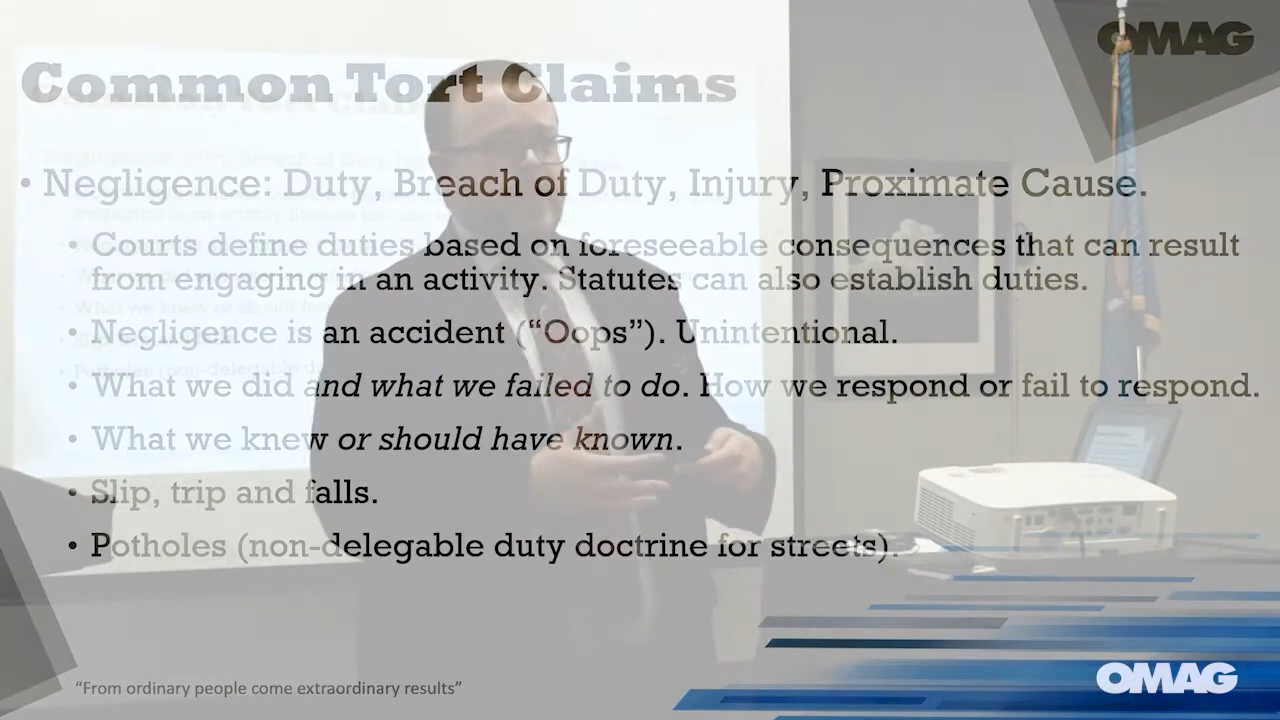 OMAG
Common Tort Claims
• Negligence: Duty, Breach of Duty, Injury, Proximate Cause.
• Courts define duties based on foreseeable consequences that can result
from engaging in an activity. Statutes can also establish duties.
• Negligence is an accident (“Oops”). Unintentional.
• What we did and what we failed to do. How we respond or fail to respond.
• What we knew or should have known.
• Slip, trip and falls.
• Potholes (non-delegable duty doctrine for streets).
“From ordinary people come extraordinary results”
OMAG